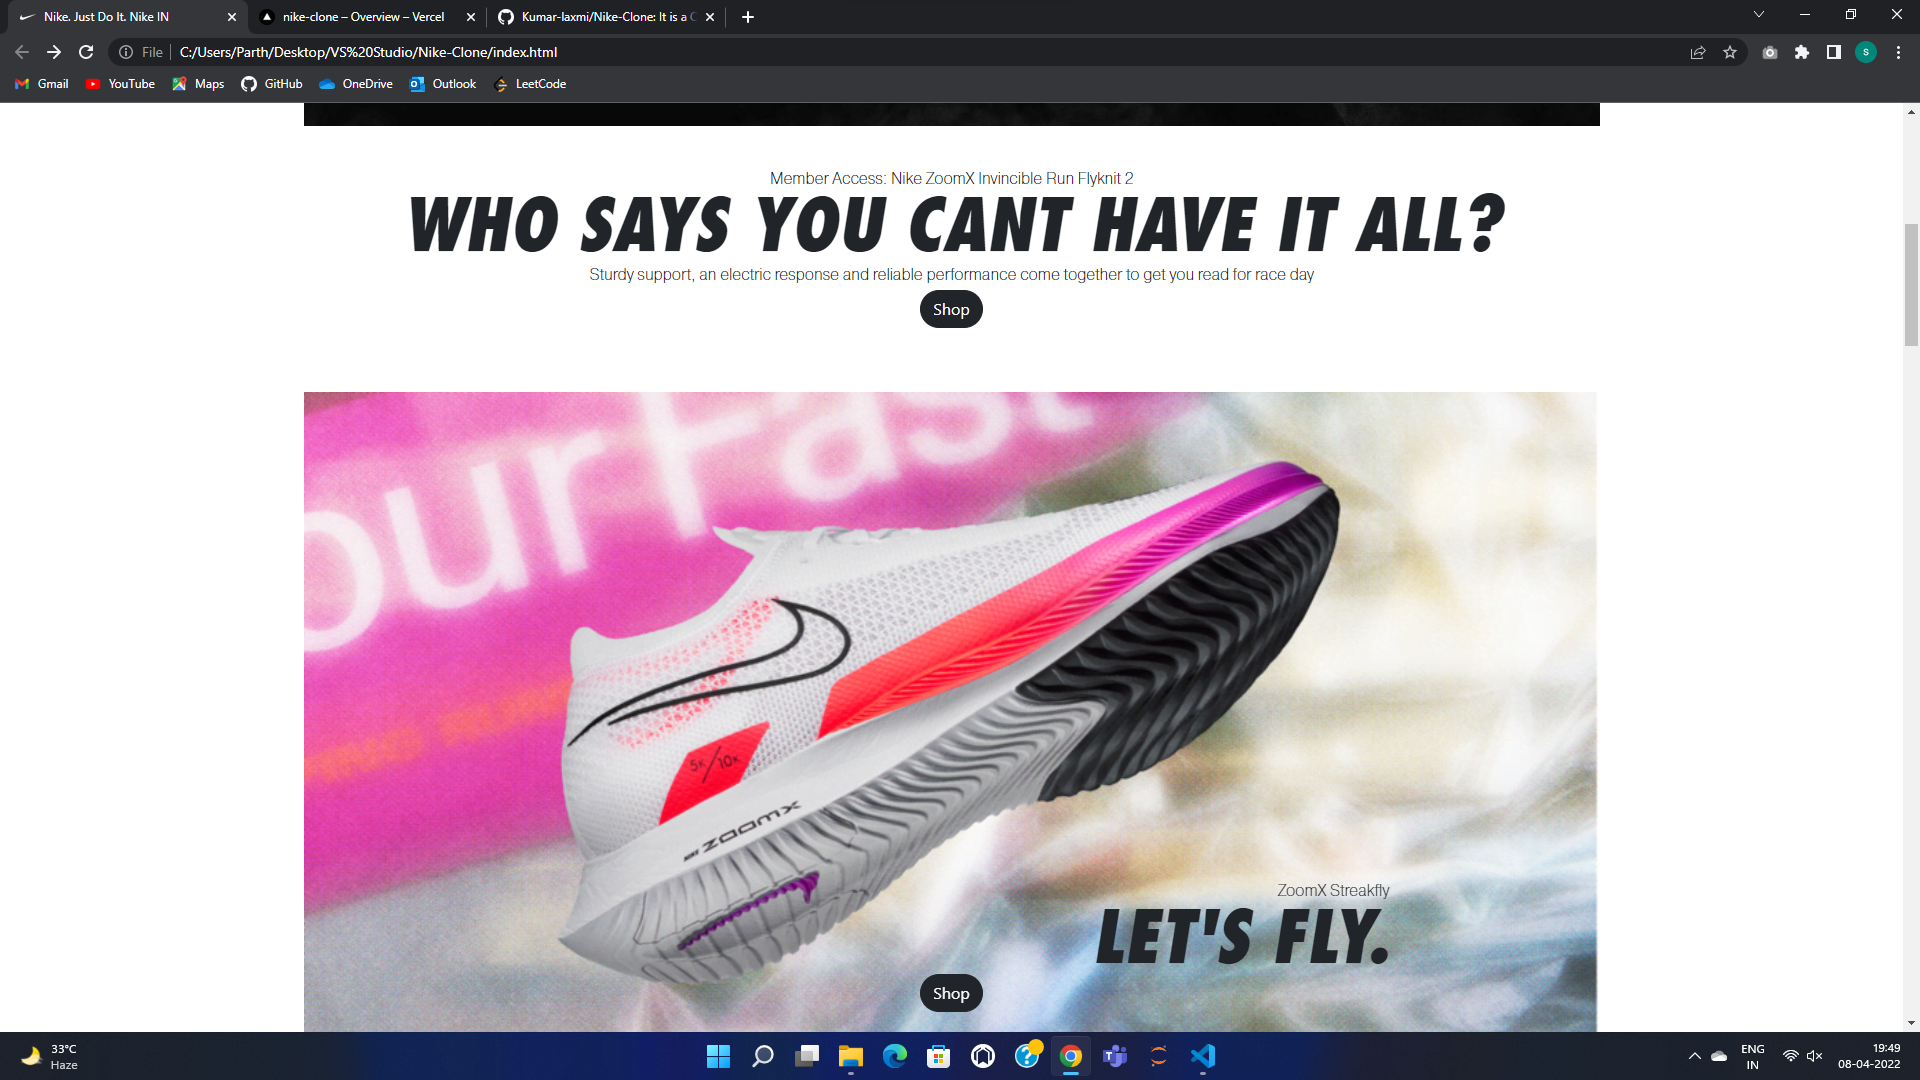 Nike. Just Do It. Nike IN
nike-clone – Overview – Vercel
Kumar-laxmi/Nike-Clone: It is a C
File
C:/Users/Parth/Desktop/VS%20Studio/Nike-Clone/index.html
S
Gmail
YouTube
Maps
GitHub
OneDrive
Outlook
LeetCode
Member Access: Nike ZoomX Invincible Run Flyknit 2
WHO SAYS YOU CANT HAVE IT ALL?
Sturdy support, an electric response and reliable performance come together to get you read for race day
Shop
ourFast
5K/10K
ZOOMX
ZoomX Streakfly
LET'S FLY.
Shop
33°C
Haze
ENG
IN
19:49
08-04-2022